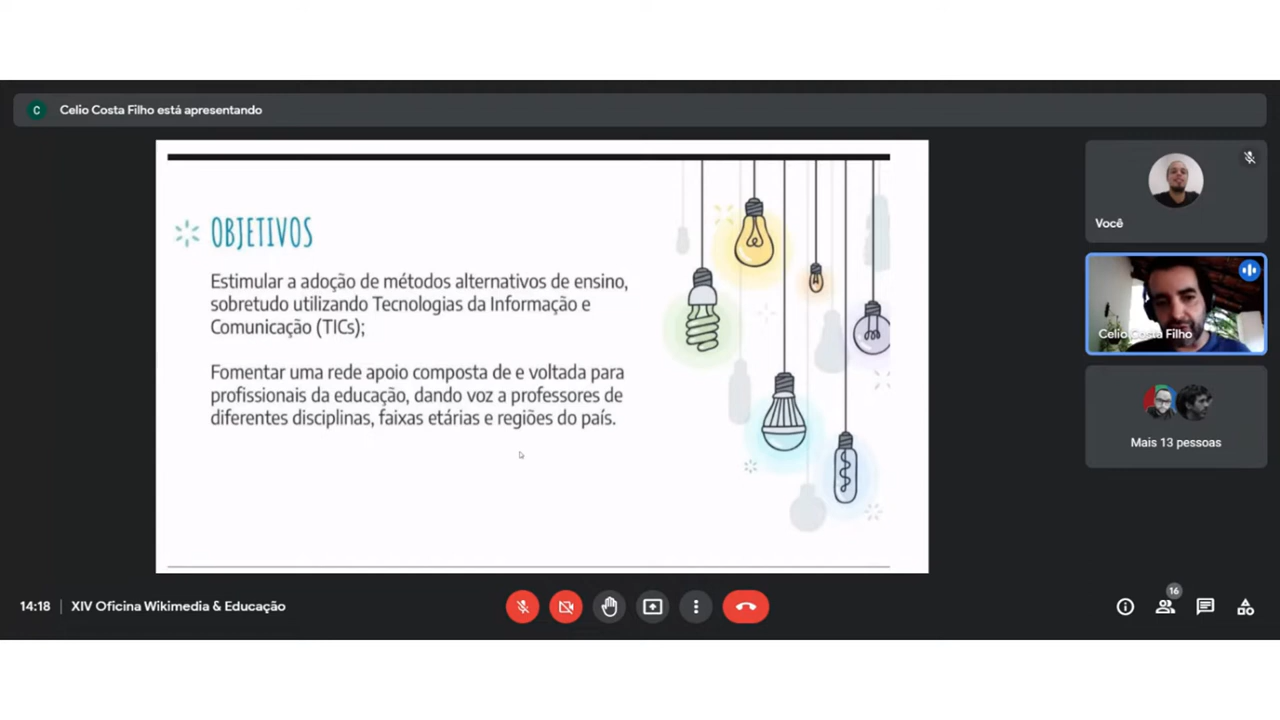 C Celio Costa Filho está apresentando
OBJETIVOS
Estimular a adoção de métodos alternativos de ensino,
sobretudo utilizando Tecnologias da Informação e
Comunicação (TICs);
Fomentar uma rede apoio composta de e voltada para
profissionais da educação, dando voz a professores de
diferentes disciplinas, faixas etárias e regiões do país.
Você
Celio Costa Filho
Mais 13 pessoas
14:18 | XIV Oficina Wikimedia & Educação
16